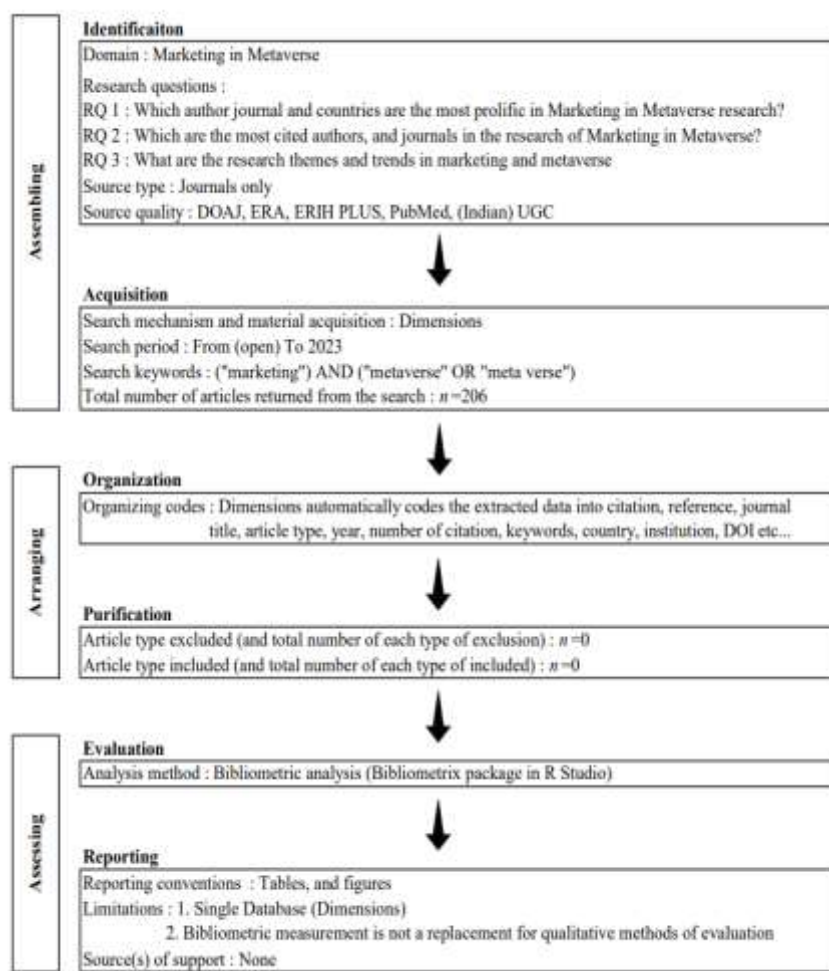 Identificaiton
Domain : Marketing in Metaverse
Research questions :
RQ 1 : Which author journal and countries are the most prolific in Marketing in Metaverse research?
RQ 2 : Which are the most cited authors, and journals in the research of Marketing in Metaverse?
RQ 3 : What are the research themes and trends in marketing and metaverse
Source type : Journals only
Source quality : DOAJ, ERA, ERIH PLUS, PubMed, (Indian) UGC
Assembling
Acquisition
Search mechanism and material acquisition : Dimensions
Search period : From (open) To 2023
Search keywords : ("marketing") AND ("metaverse" OR "meta verse")
Total number of articles returned from the search : n=206
Organization
Organizing codes : Dimensions automatically codes the extracted data into citation, reference, journal
title, article type, year, number of citation, keywords, country, institution, DOI etc...
Arranging
Purification
Article type excluded (and total number of each type of exclusion) : n=0
Article type included (and total number of each type of included) : n=0
Evaluation
Analysis method : Bibliometric analysis (Bibliometrix package in R Studio)
Assessing
Reporting
Reporting conventions : Tables, and figures
Limitations : 1. Single Database (Dimensions)
2. Bibliometric measurement is not a replacement for qualitative methods of evaluation
Source(s) of support : None